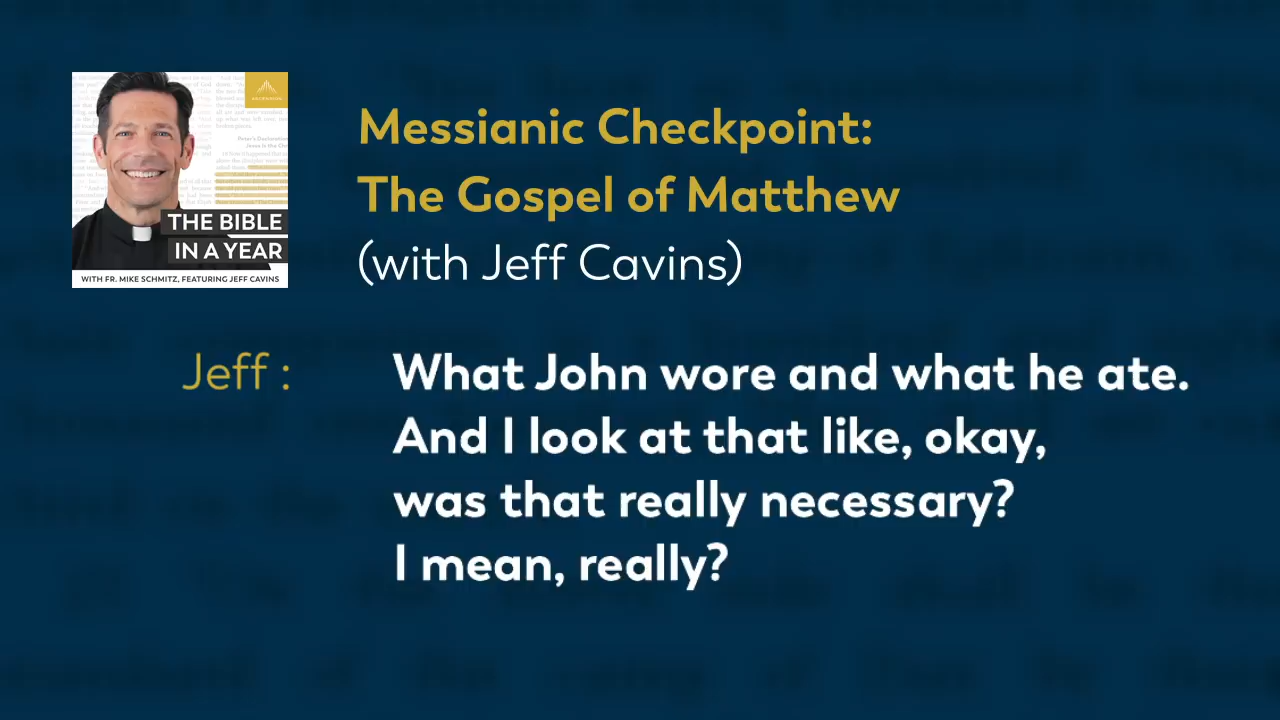 THE BIBLE
IN A YEAR
WITH FR. MIKE SCHMITZ, FEATURING JEFF CAVINS
Messianic Checkpoint:
The Gospel of Matthew
(with Jeff Cavins)
Jeff :
What John wore and what he ate.
And I look at that like, okay,
was that really necessary?
I mean, really?